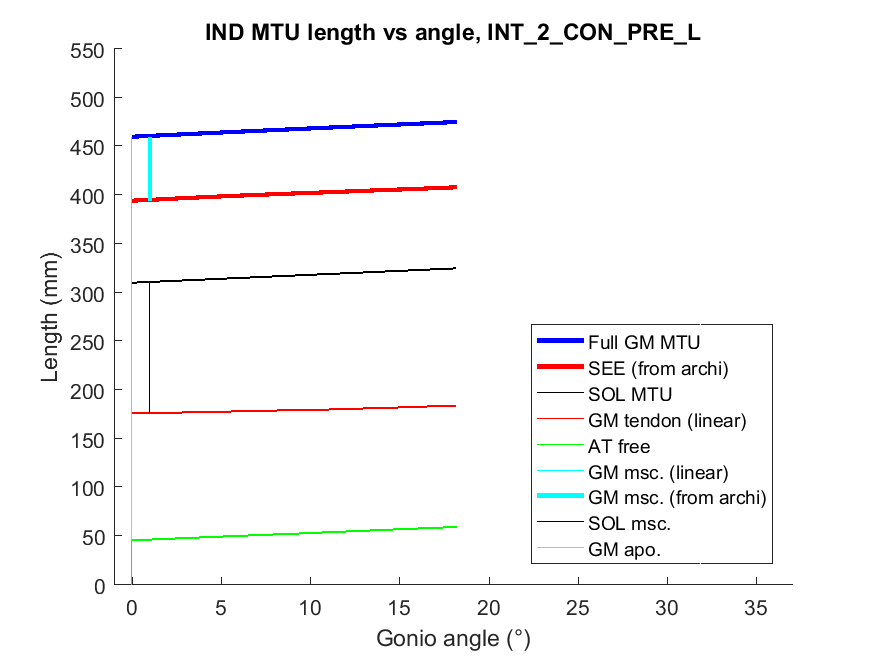 IND MTU length vs angle, INT_2_CON_PRE_L
550
500
450
400
350
300
250
200
150
100
50
0
Length (mm)
Full GM MTU
SEE (from archi)
SOL MTU
GM tendon (linear)
AT free
GM msc. (linear)
GM msc. (from archi)
SOL msc.
GM apo.
0 5 10 15 20 25 30 35
Gonio angle (°)